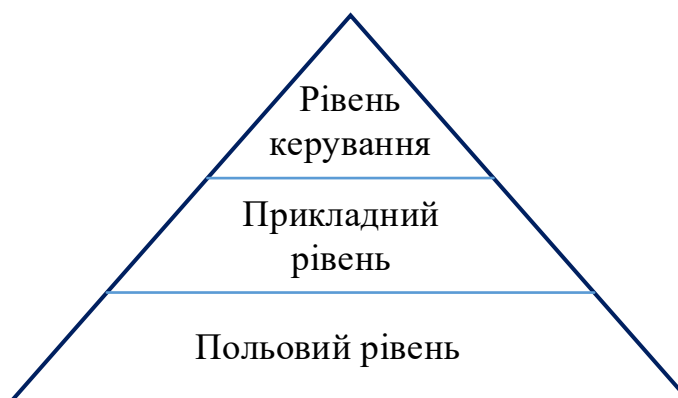 Рівень
керування
Прикладний
рівень
Польовий рівень